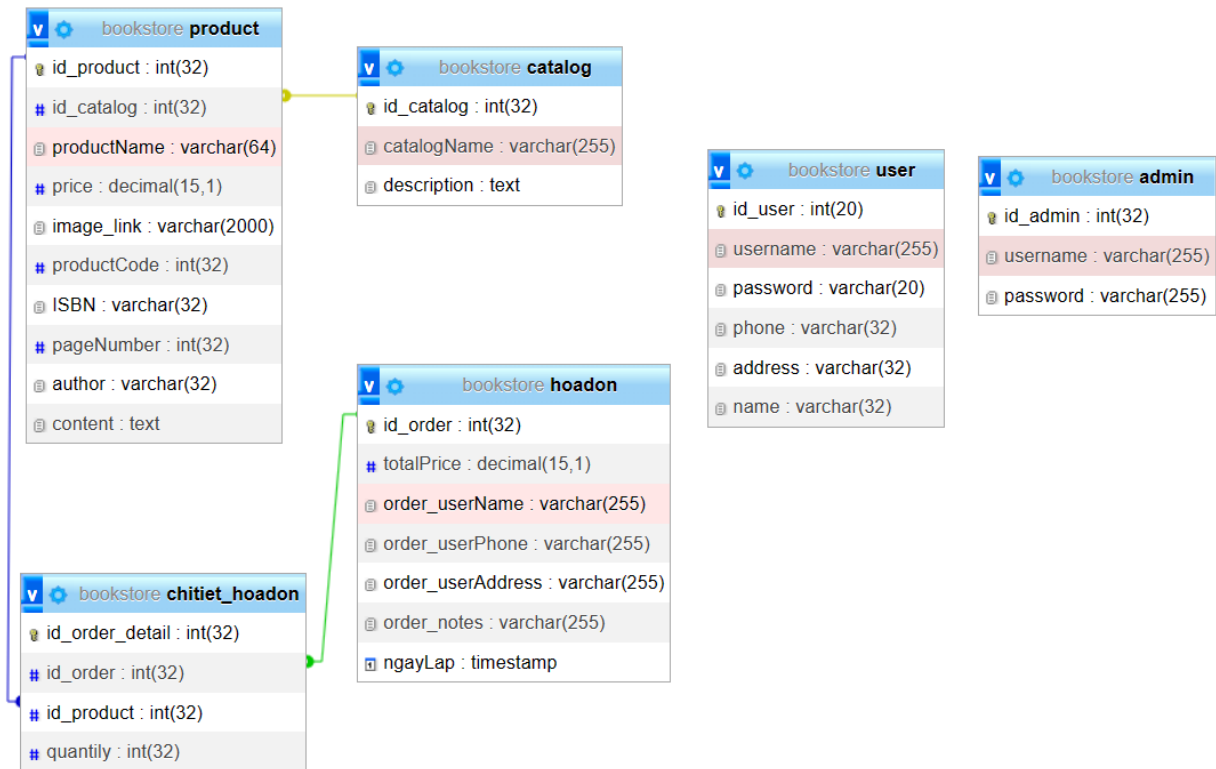 bookstore product
id_product : int(32)
id_catalog : int(32)
productName : varchar(64)
price : decimal(15,1)
image_link : varchar(2000)
productCode : int(32)
ISBN : varchar(32)
pageNumber : int(32)
author : varchar(32)
content : text
bookstore catalog
id_catalog : int(32)
catalogName : varchar(255)
description : text
bookstore user
id_user : int(20)
username : varchar(255)
password : varchar(20)
phone : varchar(32)
address : varchar(32)
name : varchar(32)
bookstore admin
id_admin : int(32)
username : varchar(255)
password : varchar(255)
bookstore hoadon
id_order : int(32)
totalPrice : decimal(15,1)
order_userName : varchar(255)
order_userPhone : varchar(255)
order_userAddress : varchar(255)
order_notes : varchar(255)
ngayLap : timestamp
bookstore chitiet_hoadon
id_order_detail : int(32)
id_order : int(32)
id_product : int(32)
quantily : int(32)